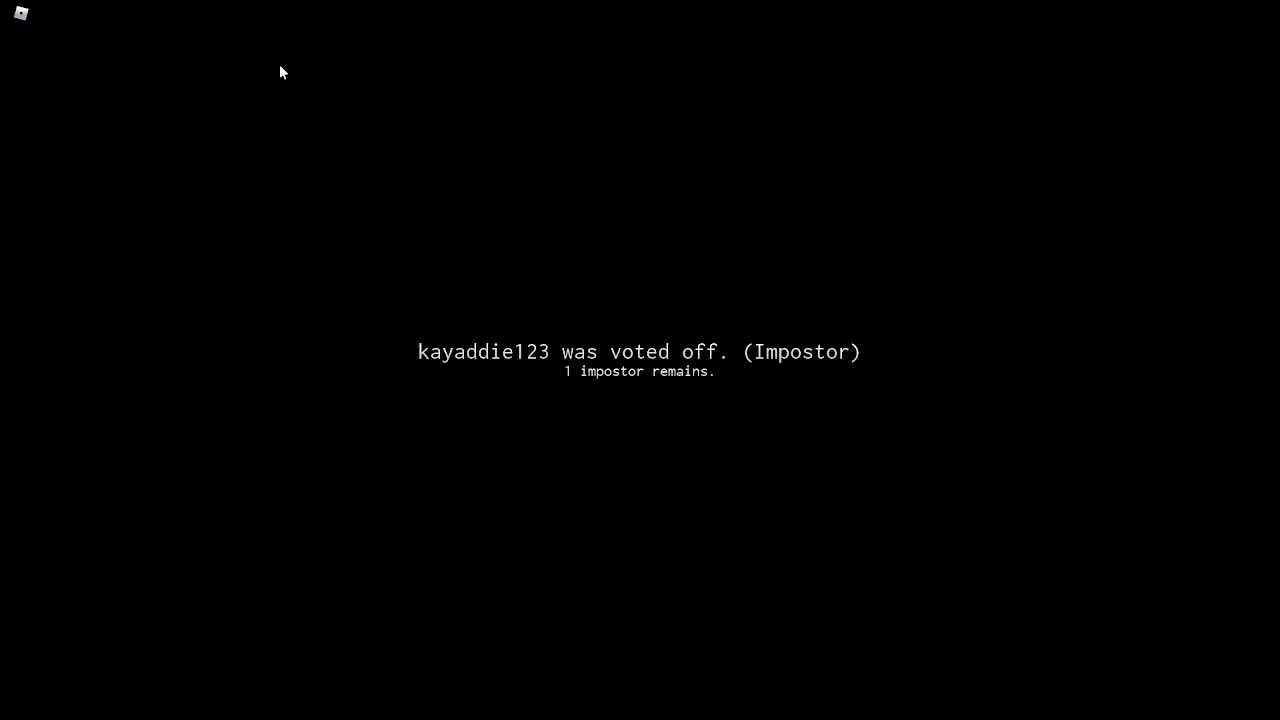 kayaddie123 was voted off. (Impostor)
1 impostor remains.